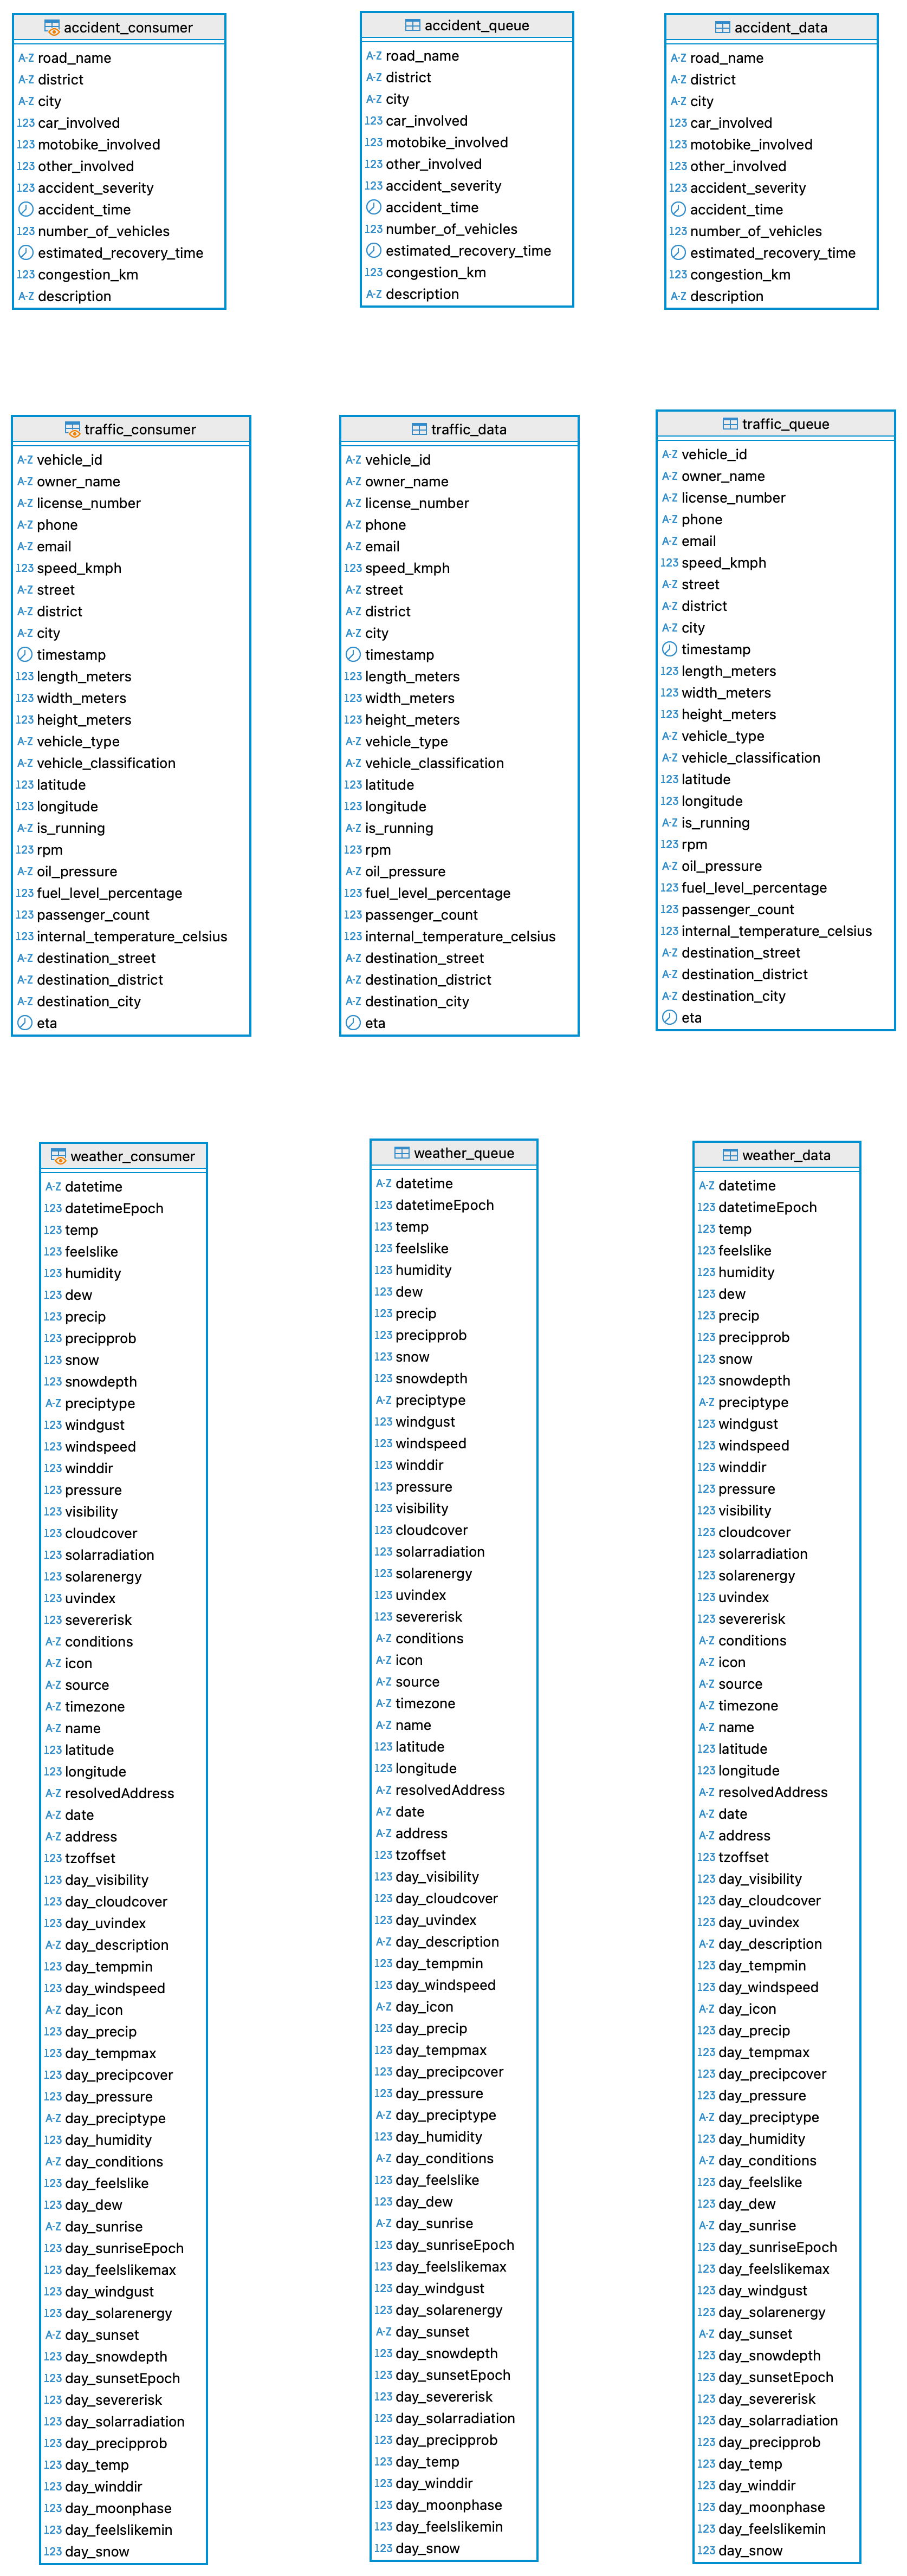 accident_consumer
A-Z road_name
A-Z district
A-Z city
123 car_involved
123 motobike_involved
123 other_involved
123 accident_severity
accident_time
123 number_of_vehicles
estimated_recovery_time
123 congestion_km
A-Z description
accident_queue
A-Z road_name
A-Z district
A-Z city
123 car_involved
123 motobike_involved
123 other_involved
123 accident_severity
accident_time
123 number_of_vehicles
estimated_recovery_time
123 congestion_km
A-Z description
accident_data
A-Z road_name
A-Z district
A-Z city
123 car_involved
123 motobike_involved
123 other_involved
123 accident_severity
accident_time
123 number_of_vehicles
estimated_recovery_time
123 congestion_km
A-Z description
traffic_consumer
A-Z vehicle_id
A-Z owner_name
A-Z license_number
A-Z phone
A-Z email
123 speed_kmph
A-Z street
A-Z district
A-Z city
timestamp
123 length_meters
123 width_meters
123 height_meters
A-Z vehicle_type
A-Z vehicle_classification
123 latitude
123 longitude
A-Z is_running
123 rpm
A-Z oil_pressure
123 fuel_level_percentage
123 passenger_count
123 internal_temperature_celsius
A-Z destination_street
A-Z destination_district
A-Z destination_city
eta
traffic_data
A-Z vehicle_id
A-Z owner_name
A-Z license_number
A-Z phone
A-Z email
123 speed_kmph
A-Z street
A-Z district
A-Z city
timestamp
123 length_meters
123 width_meters
123 height_meters
A-Z vehicle_type
A-Z vehicle_classification
123 latitude
123 longitude
A-Z is_running
123 rpm
A-Z oil_pressure
123 fuel_level_percentage
123 passenger_count
123 internal_temperature_celsius
A-Z destination_street
A-Z destination_district
A-Z destination_city
eta
traffic_queue
A-Z vehicle_id
A-Z owner_name
A-Z license_number
A-Z phone
A-Z email
123 speed_kmph
A-Z street
A-Z district
A-Z city
timestamp
123 length_meters
123 width_meters
123 height_meters
A-Z vehicle_type
A-Z vehicle_classification
123 latitude
123 longitude
A-Z is_running
123 rpm
A-Z oil_pressure
123 fuel_level_percentage
123 passenger_count
123 internal_temperature_celsius
A-Z destination_street
A-Z destination_district
A-Z destination_city
eta
weather_consumer
A-Z datetime
123 datetimeEpoch
123 temp
123 feelslike
123 humidity
123 dew
123 precip
123 precipprob
123 snow
123 snowdepth
A-Z preciptype
123 windgust
123 windspeed
123 winddir
123 pressure
123 visibility
123 cloudcover
123 solarradiation
123 solarenergy
123 uvindex
123 severerisk
A-Z conditions
A-Z icon
A-Z source
A-Z timezone
A-Z name
123 latitude
123 longitude
A-Z resolvedAddress
A-Z date
A-Z address
123 tzoffset
123 day_visibility
123 day_cloudcover
123 day_uvindex
A-Z day_description
123 day_tempmin
123 day_windspeed
A-Z day_icon
123 day_precip
123 day_tempmax
123 day_precipcover
123 day_pressure
A-Z day_preciptype
123 day_humidity
A-Z day_conditions
123 day_feelslike
123 day_dew
A-Z day_sunrise
123 day_sunriseEpoch
123 day_feelslikemax
123 day_windgust
123 day_solarenergy
A-Z day_sunset
123 day_snowdepth
123 day_sunsetEpoch
123 day_severerisk
123 day_solarradiation
123 day_precipprob
123 day_temp
123 day_winddir
123 day_moonphase
123 day_feelslikemin
123 day_snow
weather_queue
A-Z datetime
123 datetimeEpoch
123 temp
123 feelslike
123 humidity
123 dew
123 precip
123 precipprob
123 snow
123 snowdepth
A-Z preciptype
123 windgust
123 windspeed
123 winddir
123 pressure
123 visibility
123 cloudcover
123 solarradiation
123 solarenergy
123 uvindex
123 severerisk
A-Z conditions
A-Z icon
A-Z source
A-Z timezone
A-Z name
123 latitude
123 longitude
A-Z resolvedAddress
A-Z date
A-Z address
123 tzoffset
123 day_visibility
123 day_cloudcover
123 day_uvindex
A-Z day_description
123 day_tempmin
123 day_windspeed
A-Z day_icon
123 day_precip
123 day_tempmax
123 day_precipcover
123 day_pressure
A-Z day_preciptype
123 day_humidity
A-Z day_conditions
123 day_feelslike
123 day_dew
A-Z day_sunrise
123 day_sunriseEpoch
123 day_feelslikemax
123 day_windgust
123 day_solarenergy
A-Z day_sunset
123 day_snowdepth
123 day_sunsetEpoch
123 day_severerisk
123 day_solarradiation
123 day_precipprob
123 day_temp
123 day_winddir
123 day_moonphase
123 day_feelslikemin
123 day_snow
weather_data
A-Z datetime
123 datetimeEpoch
123 temp
123 feelslike
123 humidity
123 dew
123 precip
123 precipprob
123 snow
123 snowdepth
A-Z preciptype
123 windgust
123 windspeed
123 winddir
123 pressure
123 visibility
123 cloudcover
123 solarradiation
123 solarenergy
123 uvindex
123 severerisk
A-Z conditions
A-Z icon
A-Z source
A-Z timezone
A-Z name
123 latitude
123 longitude
A-Z resolvedAddress
A-Z date
A-Z address
123 tzoffset
123 day_visibility
123 day_cloudcover
123 day_uvindex
A-Z day_description
123 day_tempmin
123 day_windspeed
A-Z day_icon
123 day_precip
123 day_tempmax
123 day_precipcover
123 day_pressure
A-Z day_preciptype
123 day_humidity
A-Z day_conditions
123 day_feelslike
123 day_dew
A-Z day_sunrise
123 day_sunriseEpoch
123 day_feelslikemax
123 day_windgust
123 day_solarenergy
A-Z day_sunset
123 day_snowdepth
123 day_sunsetEpoch
123 day_severerisk
123 day_solarradiation
123 day_precipprob
123 day_temp
123 day_winddir
123 day_moonphase
123 day_feelslikemin
123 day_snow